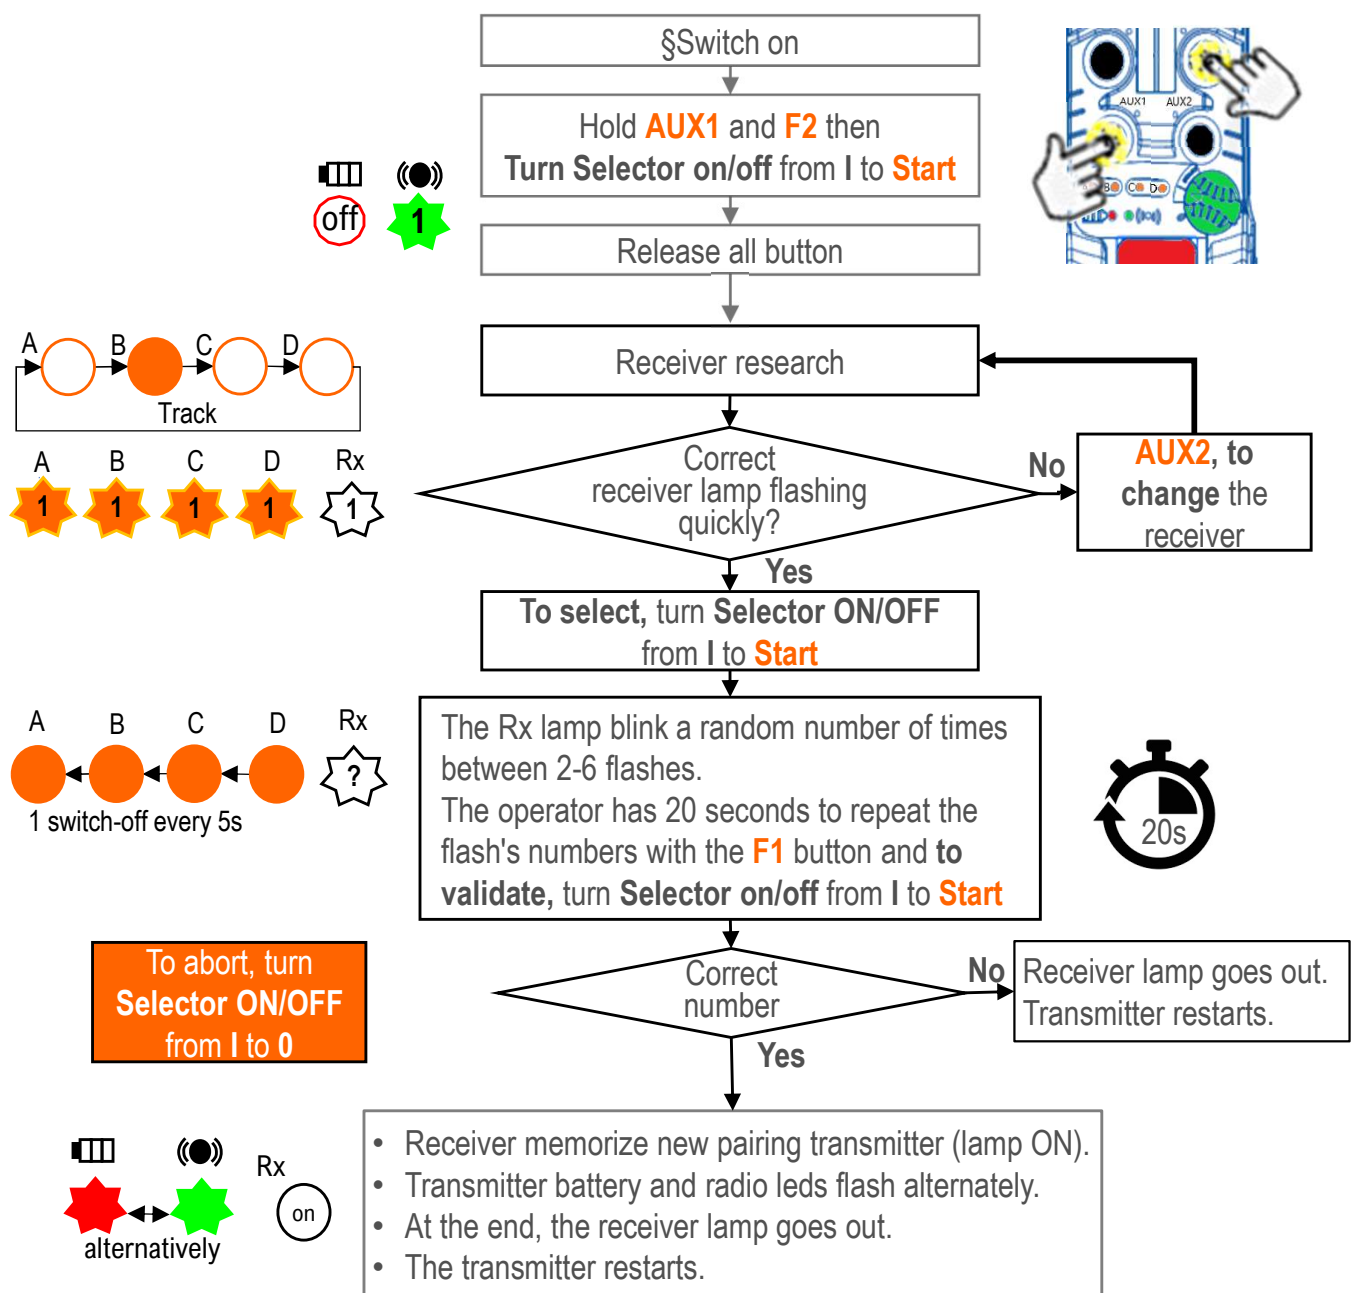 §Switch on
Hold AUX1 and F2 then
Turn Selector on/off from I to Start
AUX1 AUX2
B C D
off 1
Release all button
A B C D
Track
Receiver research
A B C D Rx
1 1 1 1 1
Correct
receiver lamp flashing
quickly?
No
AUX2, to
change the
receiver
Yes
To select, turn Selector ON/OFF
from I to Start
A B C D Rx
?
1 switch-off every 5s
The Rx lamp blink a random number of times
between 2-6 flashes.
The operator has 20 seconds to repeat the
flash's numbers with the F1 button and to
validate, turn Selector on/off from I to Start
20s
To abort, turn
Selector ON/OFF
from I to 0
Correct
number
No
Receiver lamp goes out.
Transmitter restarts.
Yes
Rx
on
alternatively
• Receiver memorize new pairing transmitter (lamp ON).
• Transmitter battery and radio leds flash alternately.
• At the end, the receiver lamp goes out.
• The transmitter restarts.